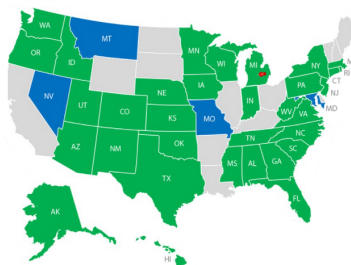 WA
MT
MN
OR
ID
WI
MI
NY
RI
IA
PA
CT
NV
NE
NJ
UT
CO
KS
MO
IN
WV
VA
MD
AZ
NM
OK
TN
NC
SC
TX
MS
AL
GA
FL
AK
HI